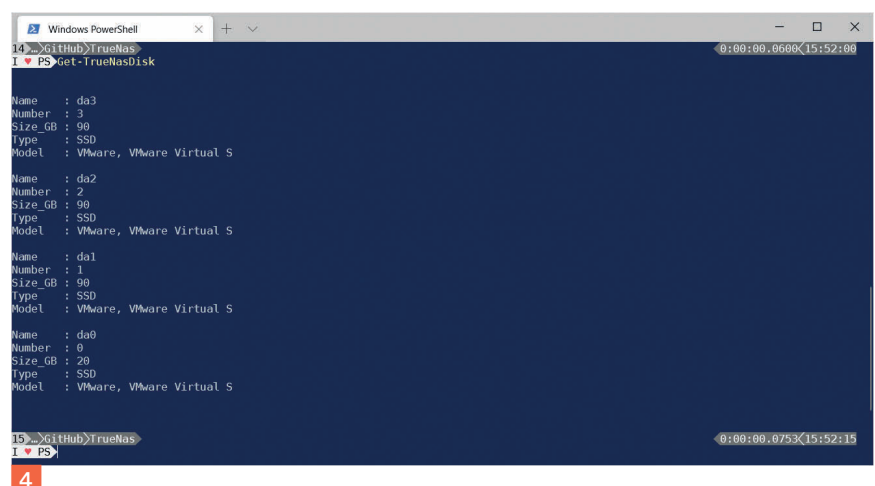 Windows PowerShell
14 …GitHub TrueNas 0:00:00.0600 15:52:00
I ♥ PS Get-TrueNasDisk
Name : da3
Number : 3
Size_GB : 90
Type : SSD
Model : VMware, VMware Virtual S
Name : da2
Number : 2
Size_GB : 90
Type : SSD
Model : VMware, VMware Virtual S
Name : da1
Number : 1
Size_GB : 90
Type : SSD
Model : VMware, VMware Virtual S
Name : da0
Number : 0
Size_GB : 20
Type : SSD
Model : VMware, VMware Virtual S
15 …GitHub TrueNas 0:00:00.0753 15:52:15
I ♥ PS
4